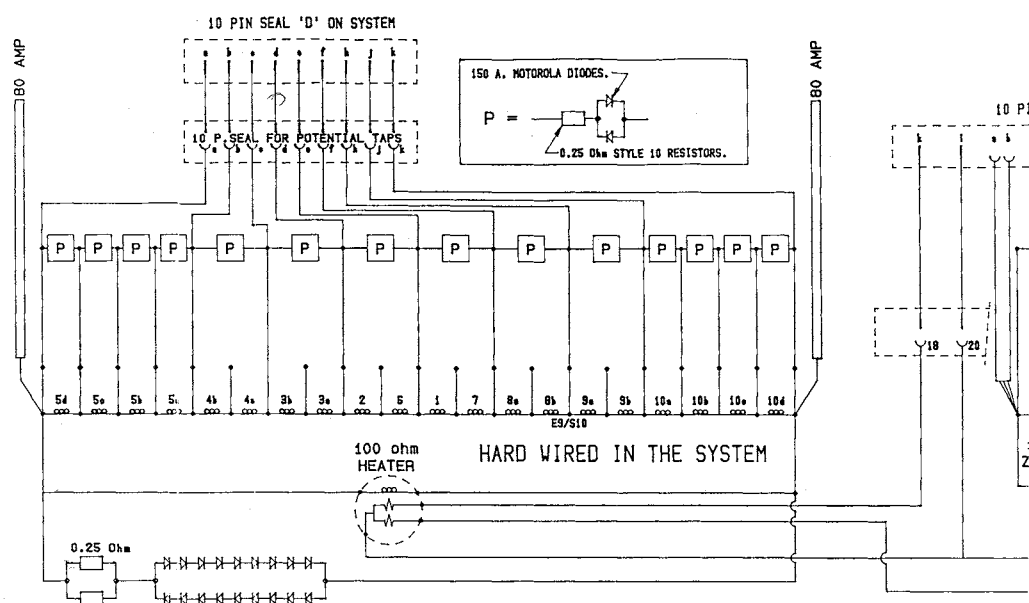 10 PIN SEAL 'D' ON SYSTEM
80 AMP
80 AMP
a b c d e f h j k
10 P.SEAL FOR POTENTIAL TAPS
a b c d e f h j k
150 A. MOTOROLA DIODES.
P =
0.25 Ohm STYLE 10 RESISTORS.
10 PI
k l a b
P P P P P P P P P P P P P P
18 20
5d 5c 5b 4b 4a 3b 3a 2 6 1 7 8a 8b 9a 9b 10a 10b 10c 10d
E9/S10
100 ohm
HEATER
HARD WIRED IN THE SYSTEM
Z
0.25 Ohm